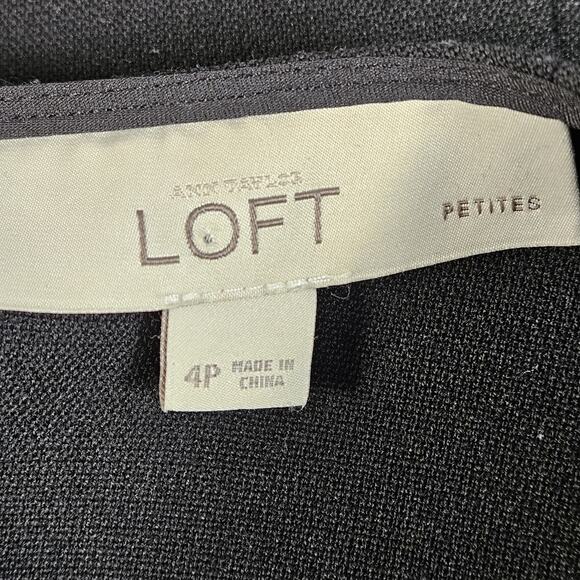 ANN TAYLOR
LOFT
PETITES
4P MADE IN
CHINA